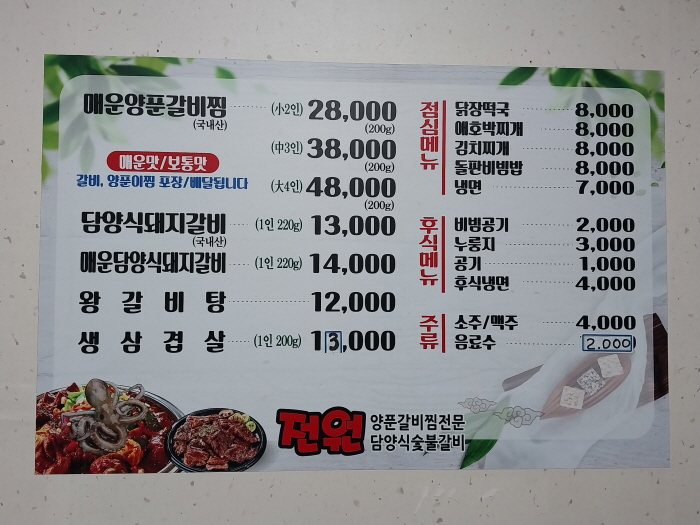 매운양푼갈비찜 (小2인) 28,000
(국내산) (200g)
(中3인) 38,000
(200g)
매운맛/보통맛
갈비, 양푼이찜 포장/배달됩니다
(大4인) 48,000
(200g)
담양식돼지갈비 (1인 220g) 13,000
(국내산)
매운담양식돼지갈비 (1인 220g) 14,000
왕갈비탕 12,000
생삼겹살 (1인 200g) 13,000
점심메뉴
닭장떡국 8,000
애호박찌개 8,000
김치찌개 8,000
돌판비빔밥 8,000
냉면 7,000
후식메뉴
비빔공기 2,000
누룽지 3,000
공기 1,000
후식냉면 4,000
주류
소주/맥주 4,000
음료수 2.000
전원
양푼갈비찜전문
담양식숯불갈비